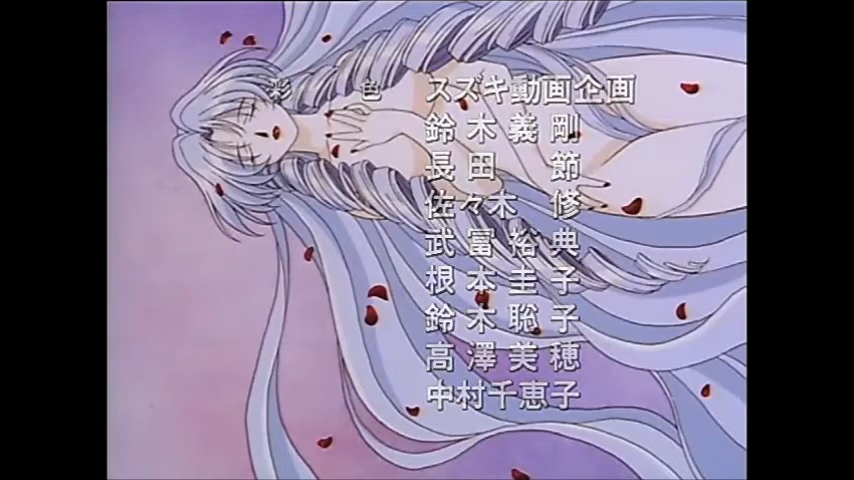 彩色 スズキ動画企画
鈴木義剛
長田節
佐々木修
武冨裕典
根本圭子
鈴木聡子
高澤美穂
中村千恵子